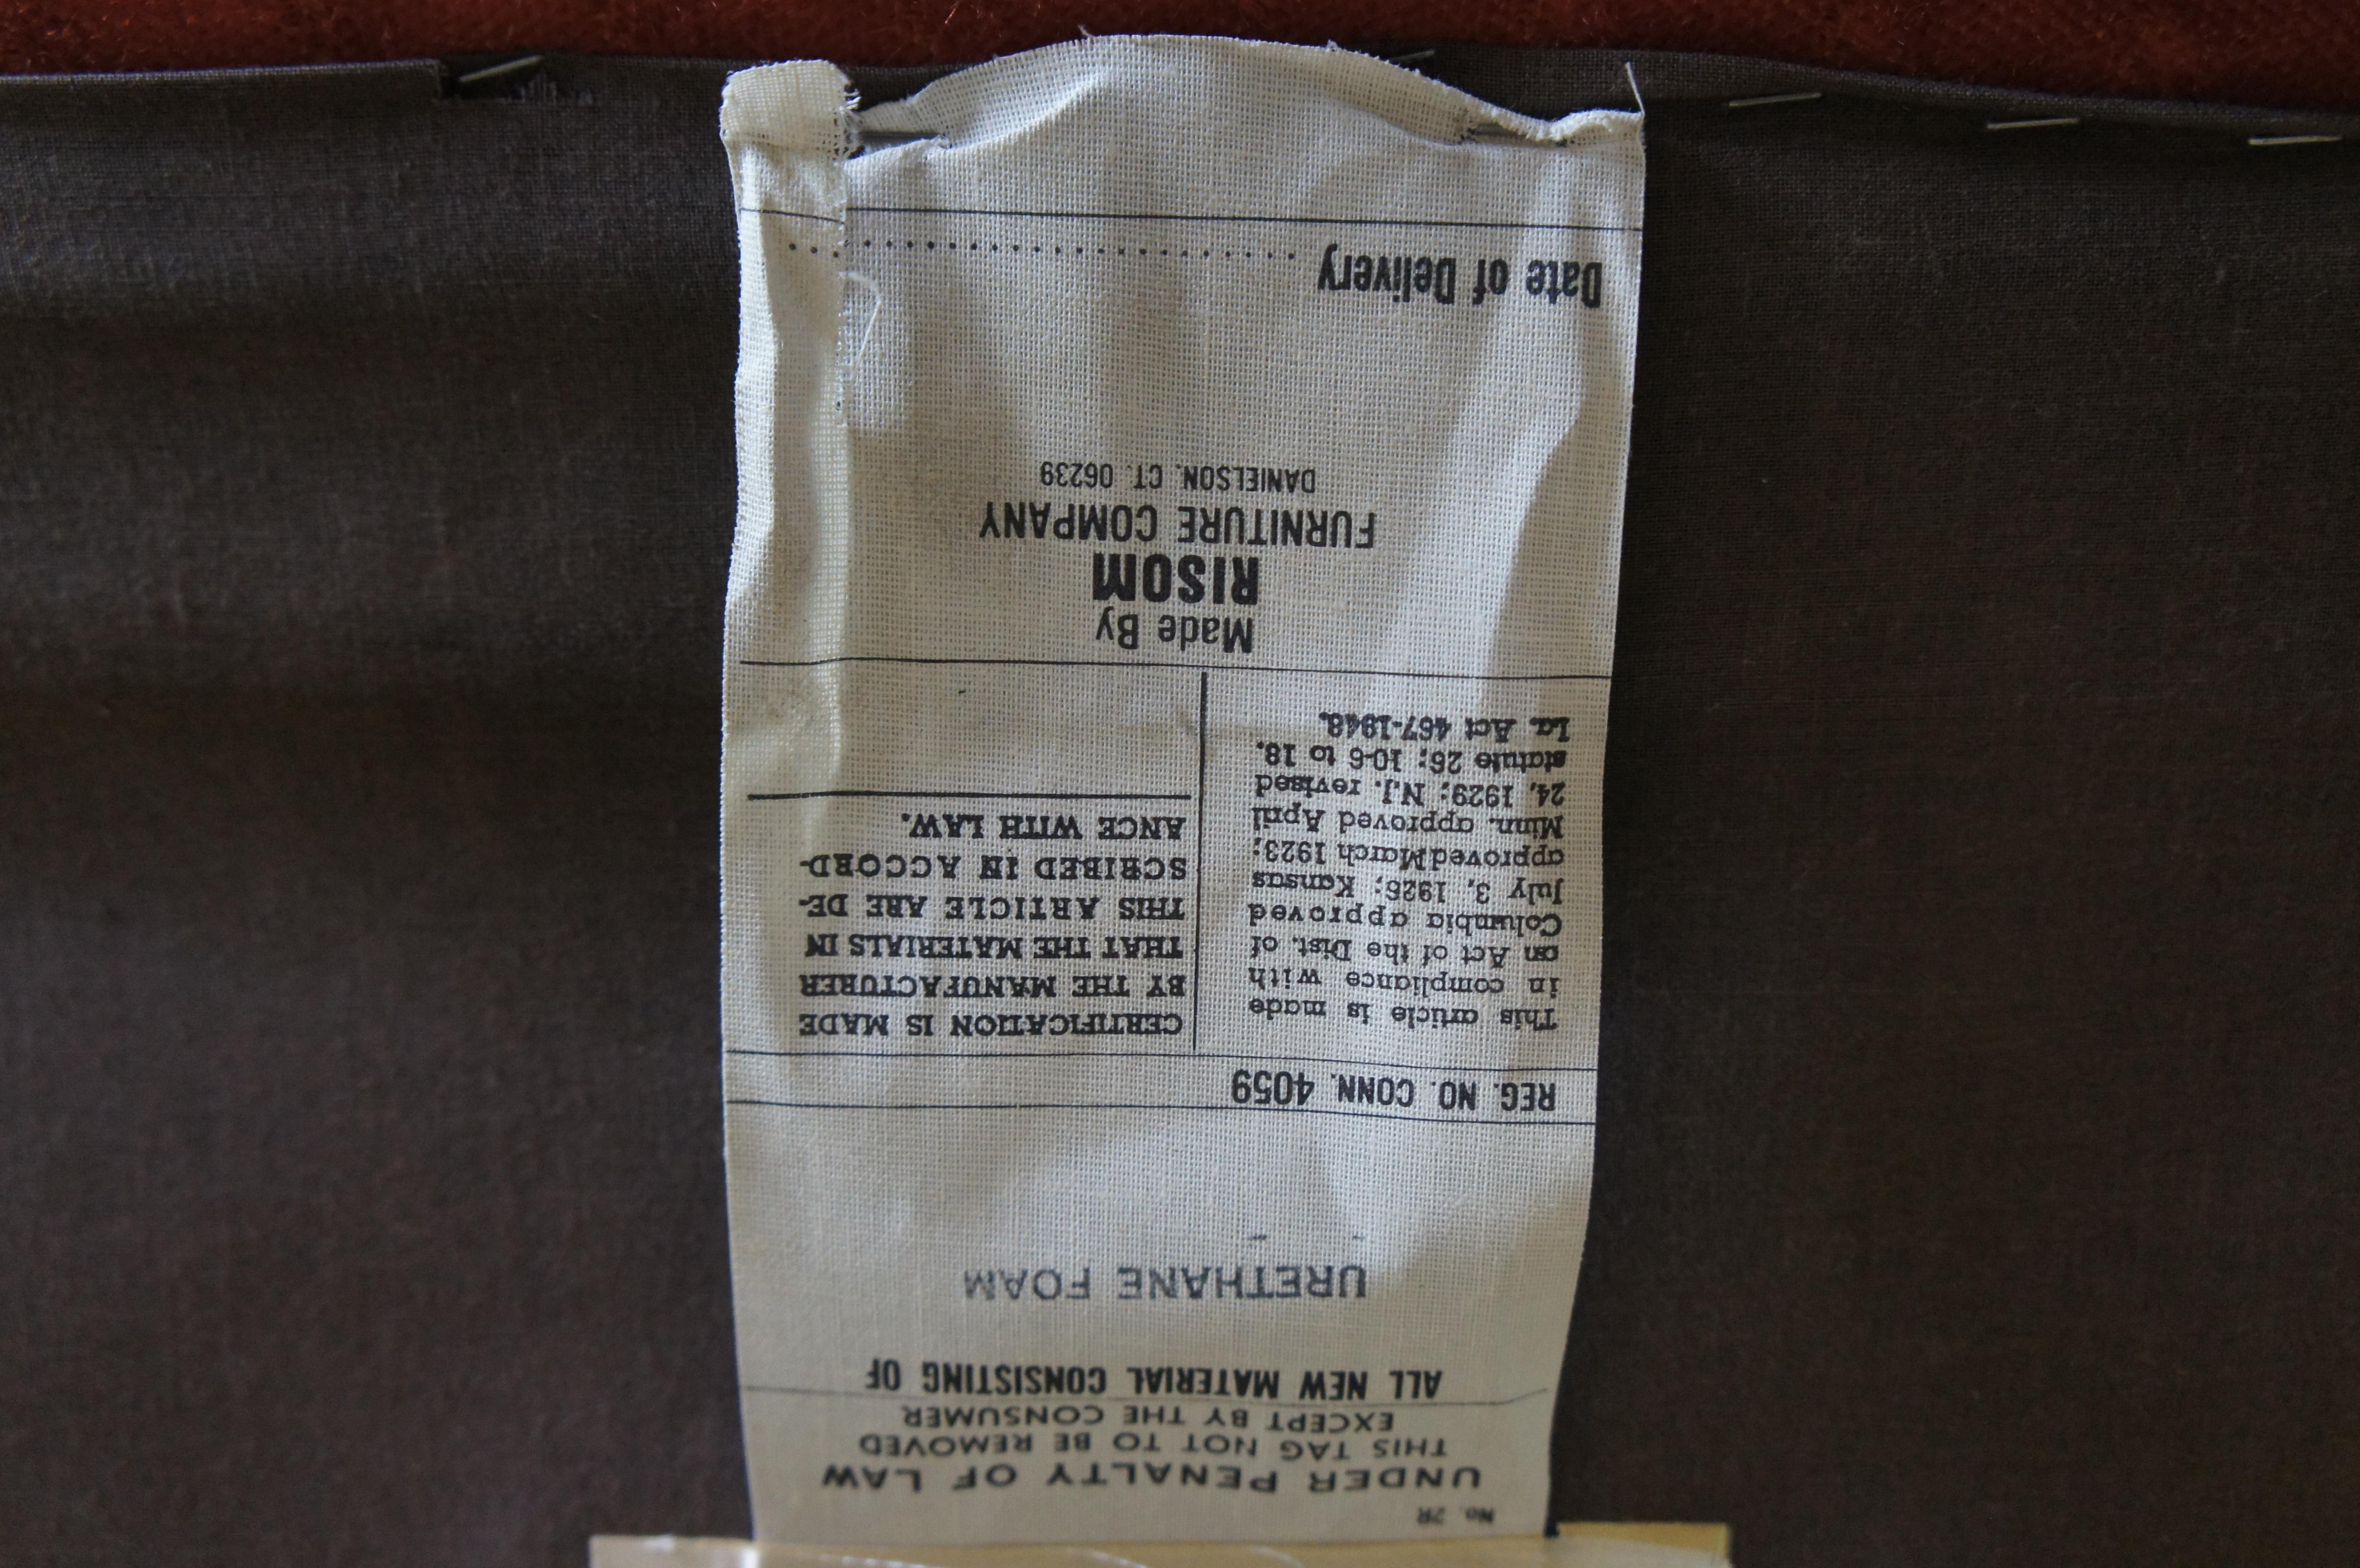 No. 2R
UNDER PENALTY OF LAW
THIS TAG NOT TO BE REMOVED
EXCEPT BY THE CONSUMER
ALL NEW MATERIAL CONSISTING OF
URETHANE FOAM
REG. NO. CONN. 4059
This article is made
in compliance with
an Act of the Dist. of
Columbia approved
July 3, 1926; Kansas
approved March 1923;
Minn. approved April
24, 1929; N.J. revised
statute 26; 10-6 to 18.
La. Act 467-1948.
CERTIFICATION IS MADE
BY THE MANUFACTURER
THAT THE MATERIALS IN
THIS ARTICLE ARE DE-
SCRIBED IN ACCORD-
ANCE WITH LAW.
Made By
RISOM
FURNITURE COMPANY
DANIELSON, CT. 06239
Date of Delivery